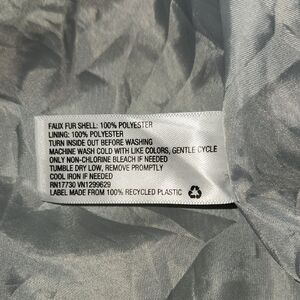 FAUX FUR SHELL: 100% POLYESTER
LINING: 100% POLYESTER
TURN INSIDE OUT BEFORE WASHING
MACHINE WASH COLD WITH LIKE COLORS, GENTLE CYCLE
ONLY NON-CHLORINE BLEACH IF NEEDED
TUMBLE DRY LOW, REMOVE PROMPTLY
COOL IRON IF NEEDED
RN17730 VN1299629
LABEL MADE FROM 100% RECYCLED PLASTIC